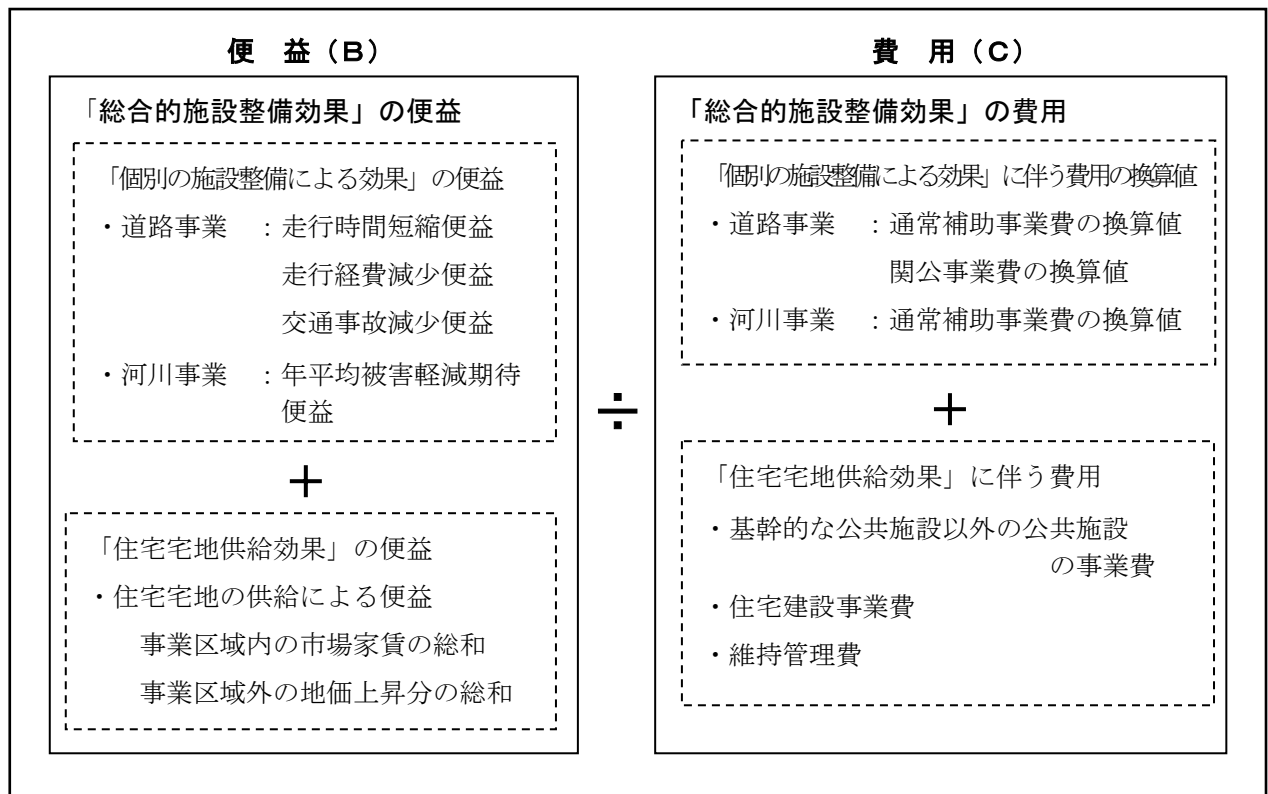 便 益（Ｂ）
「総合的施設整備効果」の便益
「個別の施設整備による効果」の便益
・道路事業 ：走行時間短縮便益
走行経費減少便益
交通事故減少便益
・河川事業 ：年平均被害軽減期待
便益
＋
「住宅宅地供給効果」の便益
・住宅宅地の供給による便益
事業区域内の市場家賃の総和
事業区域外の地価上昇分の総和
÷
費 用（Ｃ）
「総合的施設整備効果」の費用
「個別の施設整備による効果」に伴う費用の換算値
・道路事業 ：通常補助事業費の換算値
関公事業費の換算値
・河川事業 ：通常補助事業費の換算値
＋
「住宅宅地供給効果」に伴う費用
・基幹的な公共施設以外の公共施設
の事業費
・住宅建設事業費
・維持管理費